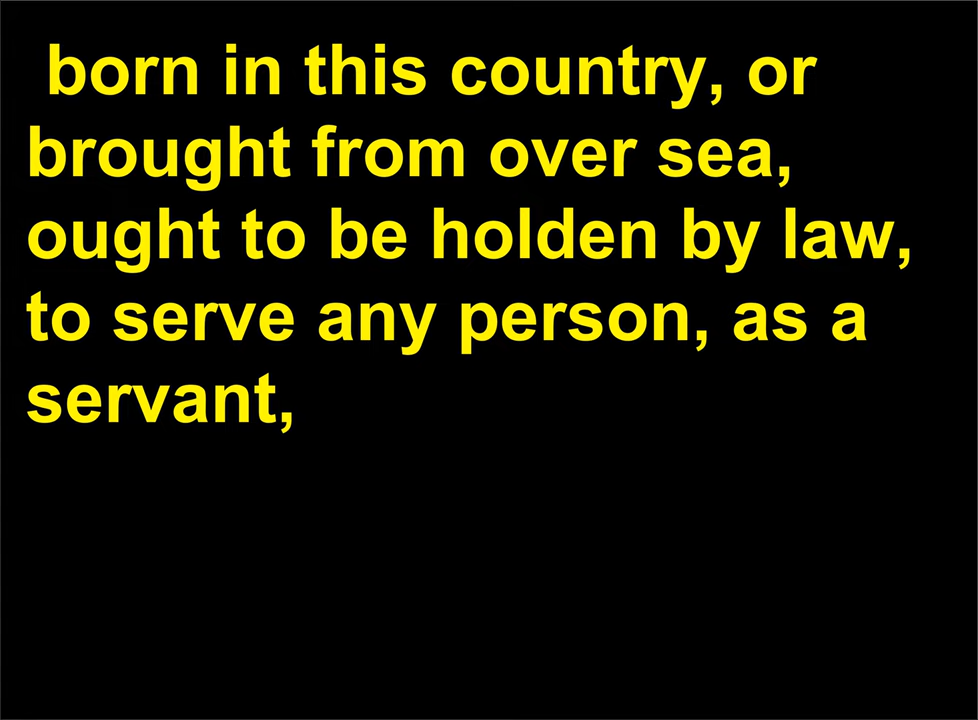 born in this country, or
brought from over sea,
ought to be holden by law,
to serve any person, as a
servant,